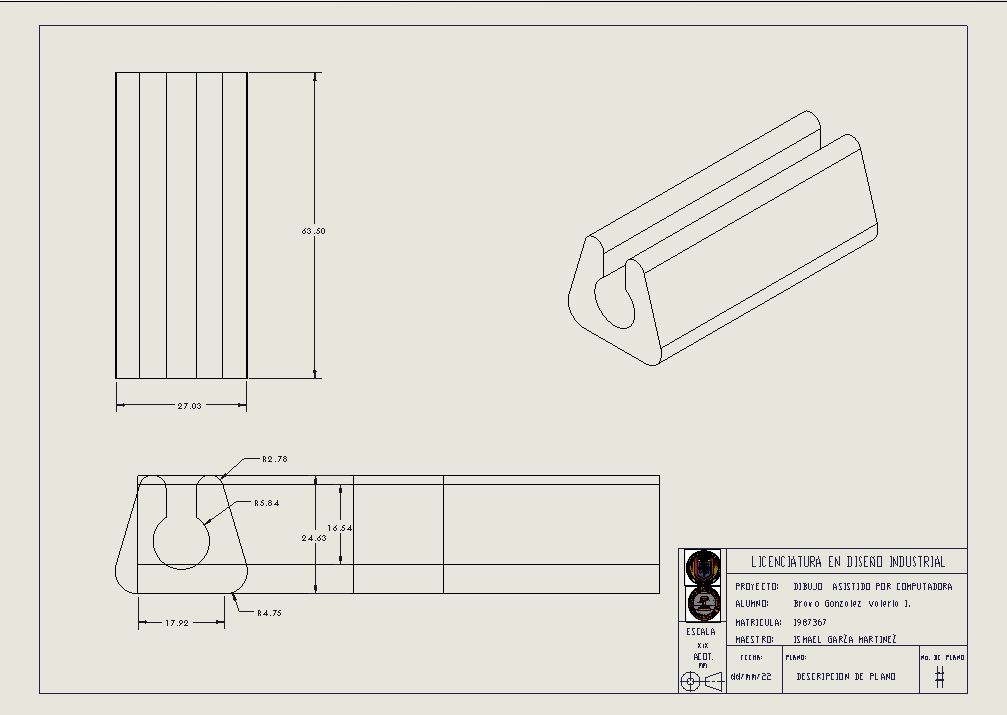 63.50
27.03
R2.78
R5.84
16.54
24.63
R4.75
17.92
LICENCIATURA EN DISEÑO INDUSTRIAL
PROYECTO: DIBUJO ASISTIDO POR COMPUTADORA
ALUMNO: Bravo Gonzalez Valeria I.
MATRICULA: 1987367
MAESTRO: ISMAEL GARZA MARTINEZ
ESCALA
X:X
ACOT.
mm
FECHA:
dd/mm/22
PLANO:
DESCRIPCION DE PLANO
NO. DE PLANO
#